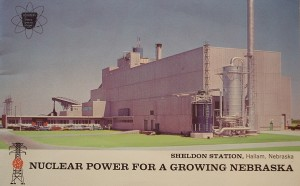 SHELDON STATION, Hallam, Nebraska
NUCLEAR POWER FOR A GROWING NEBRASKA